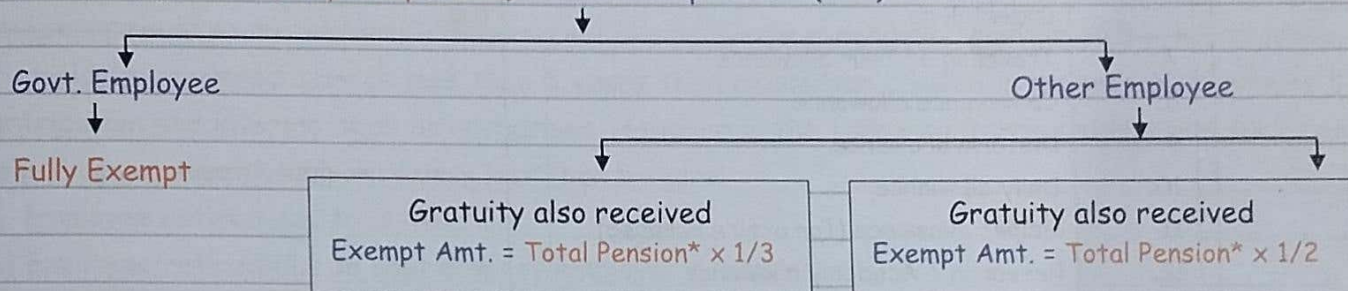 Govt. Employee
Other Employee
Fully Exempt
Gratuity also received
Exempt Amt. = Total Pension* x 1/3
Gratuity also received
Exempt Amt. = Total Pension* x 1/2